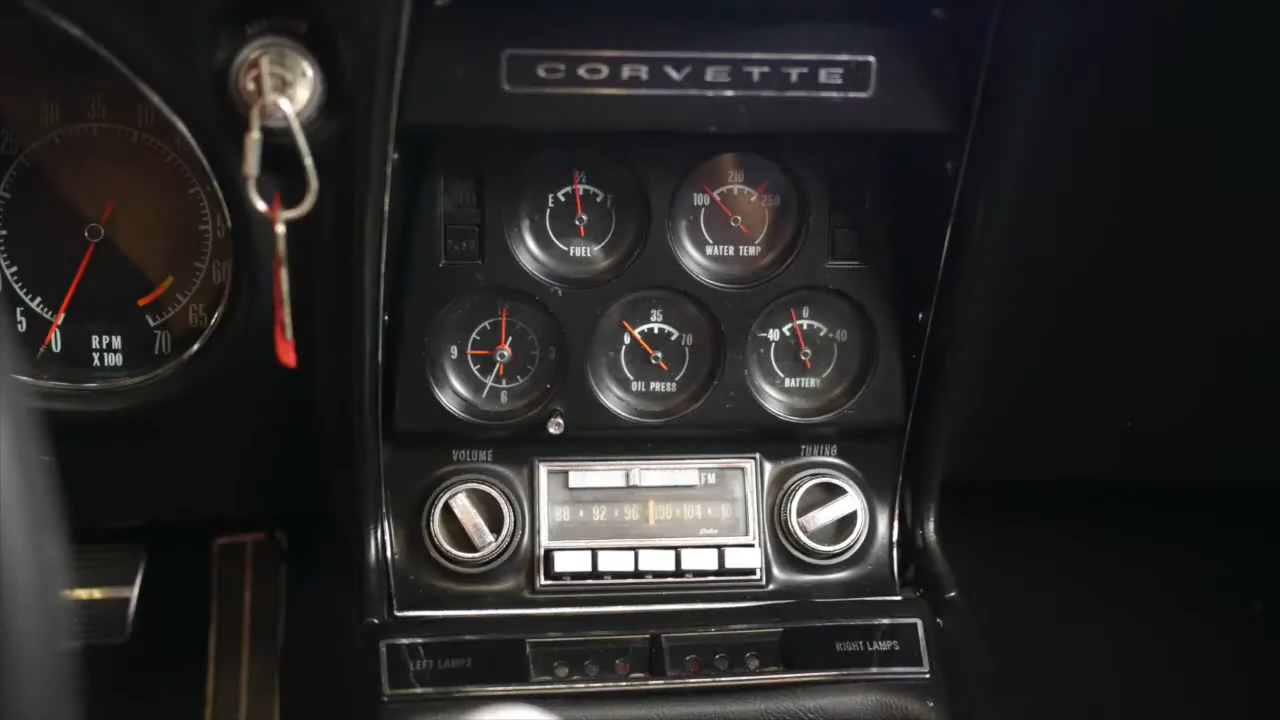 CORVETTE
25 30 35 40
60
5 0 65 70
RPM
X100
E ½ F
FUEL
100 210 250
WATER TEMP
12
9 3
6
0 35 70
OIL PRESS
-40 0 +40
BATTERY
VOLUME
TUNING
FM
88 • 92 • 96 100 • 104 •
LEFT LAMPS
RIGHT LAMPS